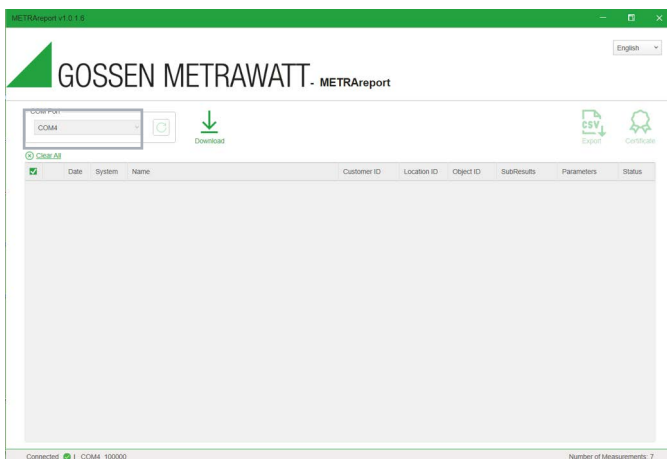 METRAreport v1.0.1.6
English
GOSSEN METRAWATT - METRAreport
COM Port
COM4
Download
CSV
Export
Certificate
Clear All
Date System Name Customer ID Location ID Object ID SubResults Parameters Status
Connected | COM4 100000 Number of Measurements: 7